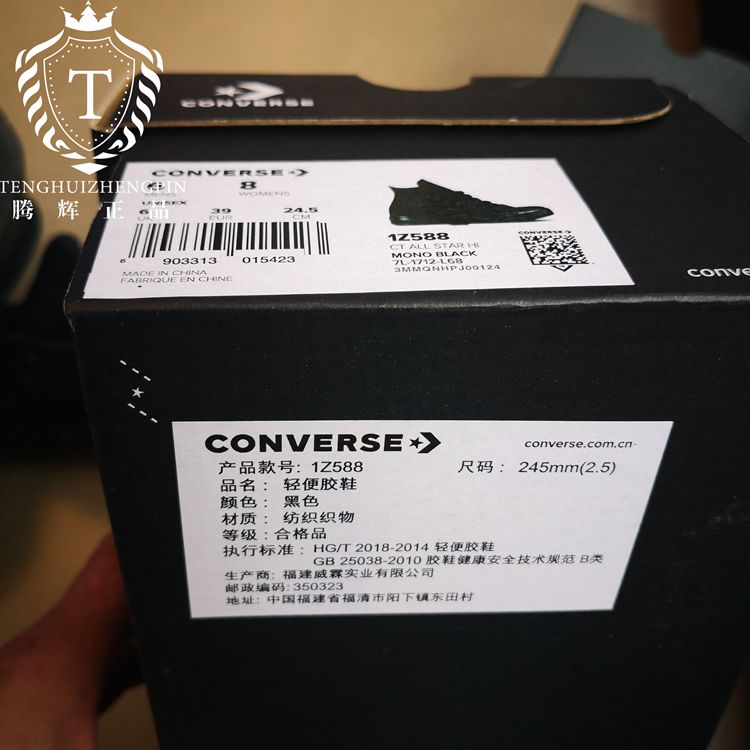 T
TENGHUIZHENGPIN
腾辉正品
CONVERSE
CONVERSE
8
WOMENS
UNISEX
39
24.5
EUR
CM
6 903313 015423
MADE IN CHINA
FABRIQUE EN CHINE
1Z588
CT ALL STAR HI
MONO BLACK
7L-1712-L68
3MMQNHPJ00124
CONVERSE
conve
CONVERSE
converse.com.cn
产品款号: 1Z588
尺码: 245mm(2.5)
品名: 轻便胶鞋
颜色: 黑色
材质: 纺织织物
等级: 合格品
执行标准: HG/T 2018-2014 轻便胶鞋
GB 25038-2010 胶鞋健康安全技术规范 B类
生产商: 福建威霖实业有限公司
邮政编码: 350323
地址: 中国福建省福清市阳下镇东田村